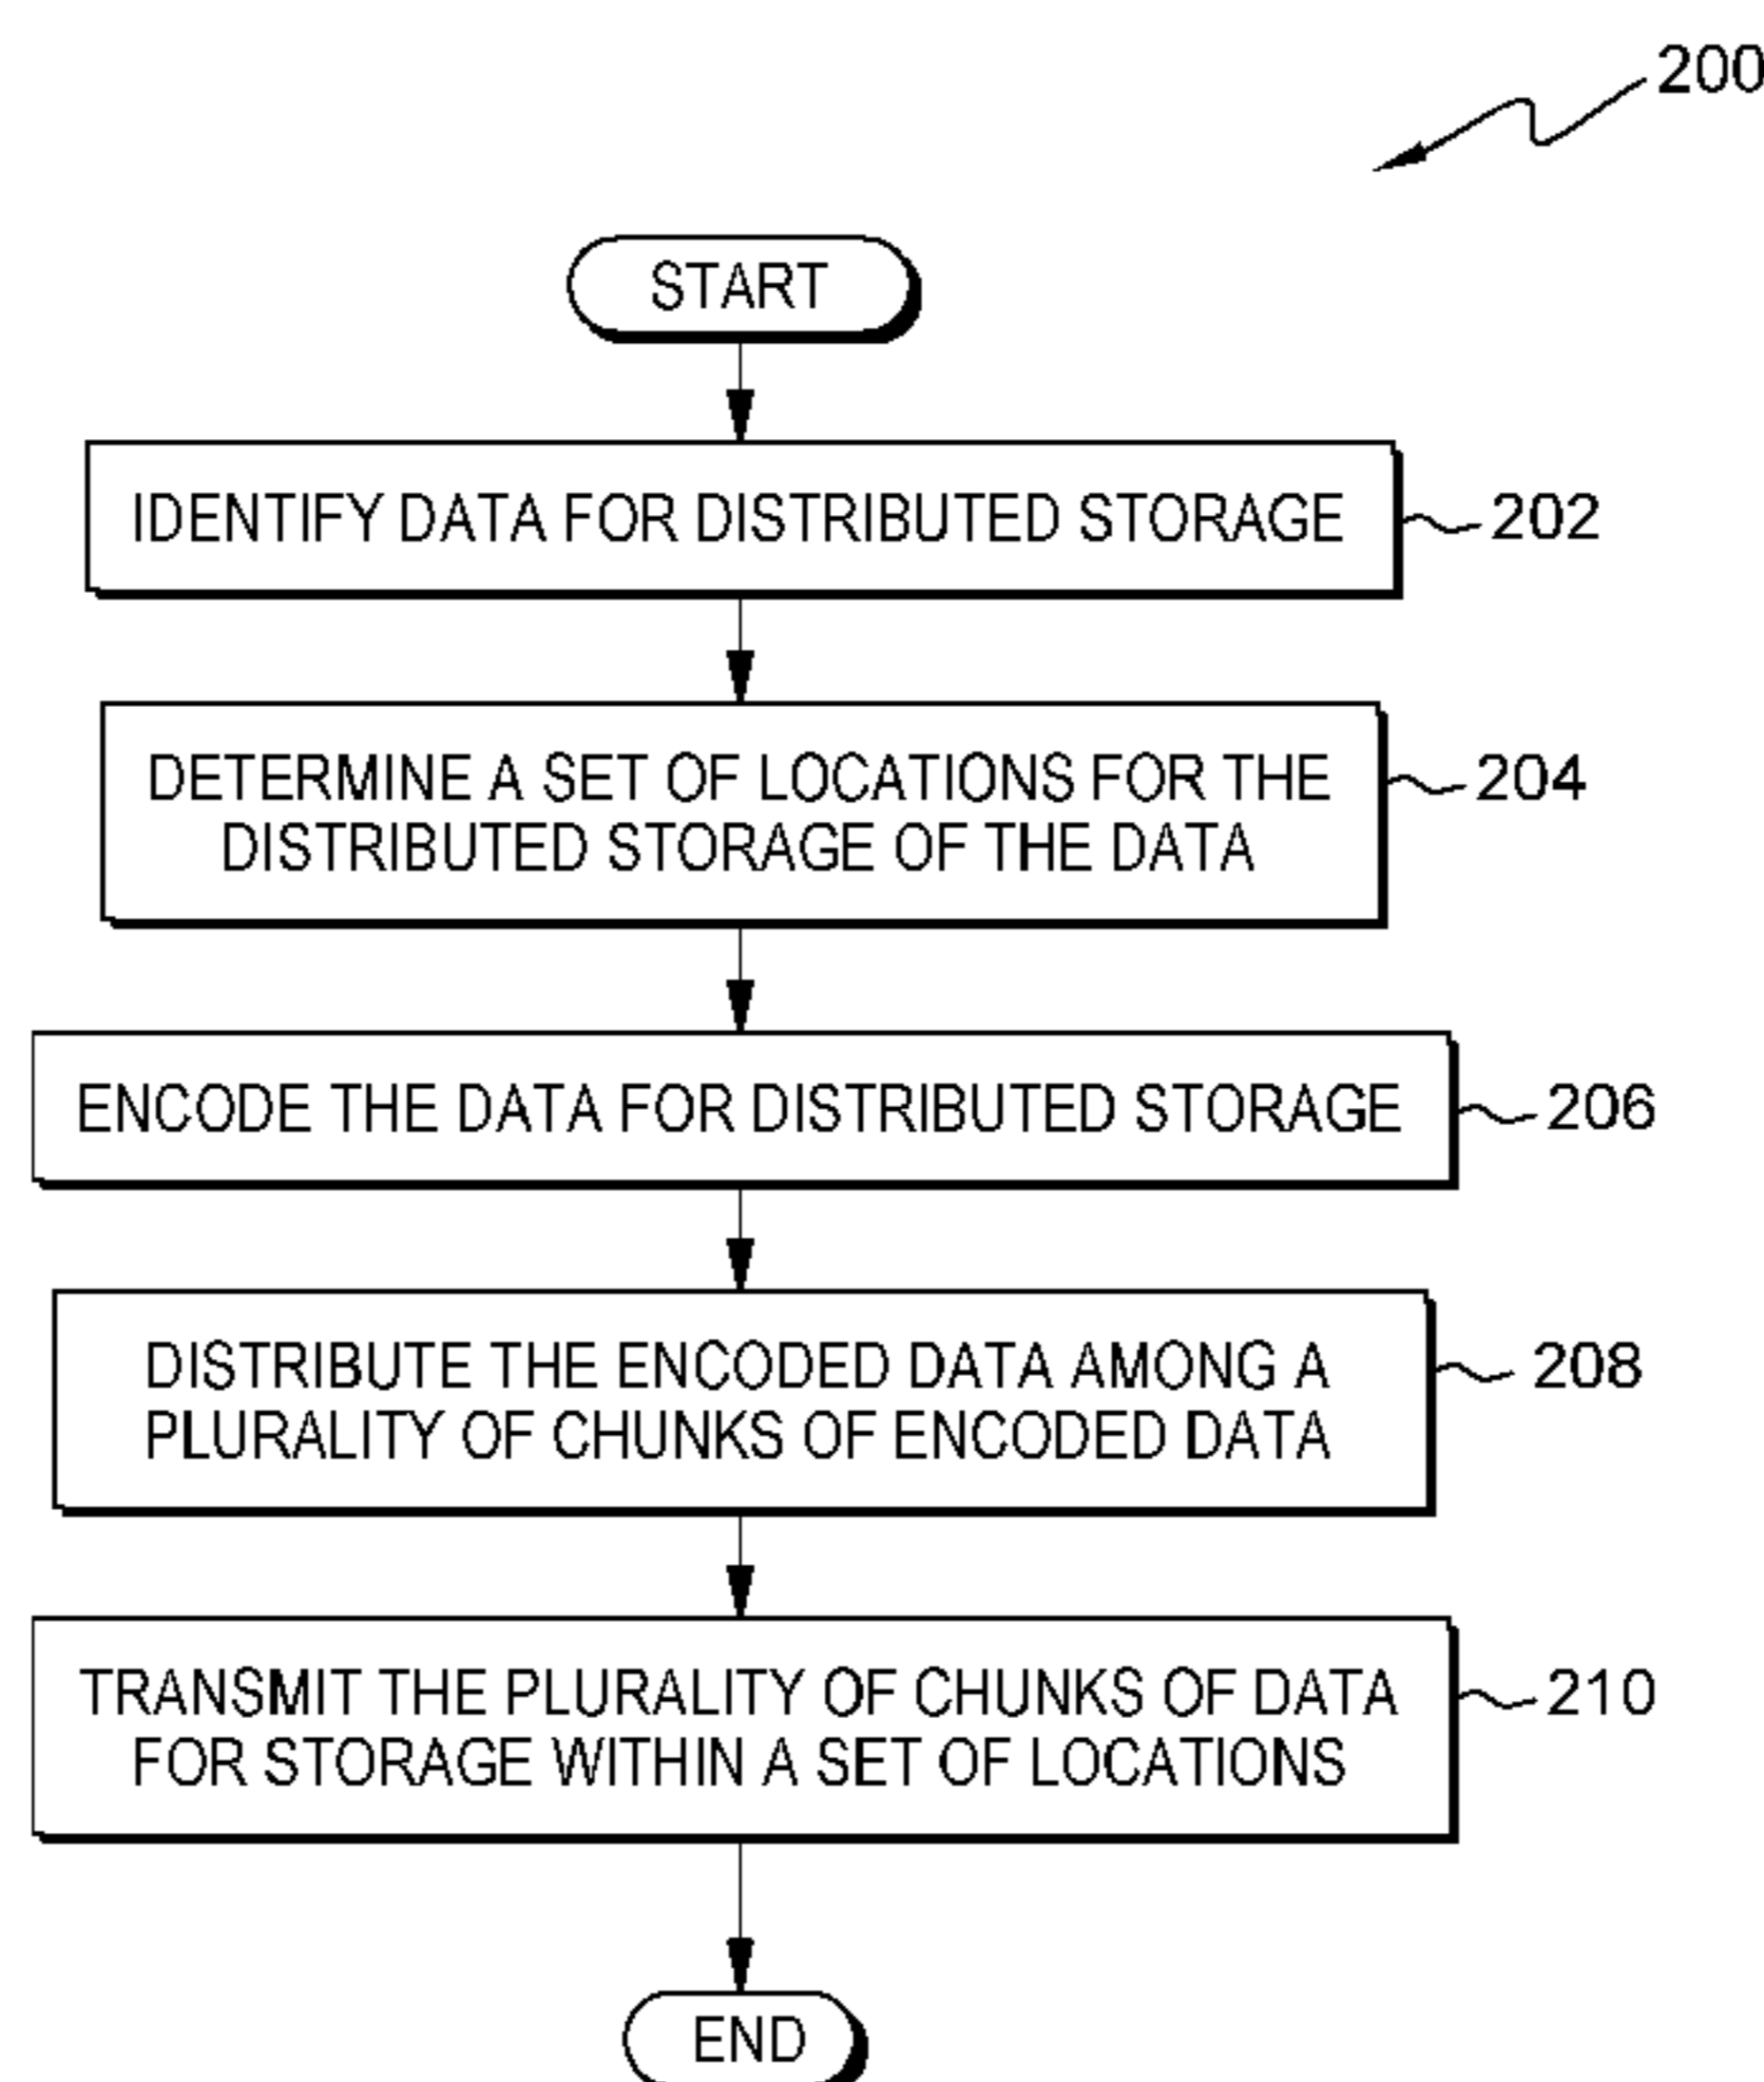 200
START
IDENTIFY DATA FOR DISTRIBUTED STORAGE
202
DETERMINE A SET OF LOCATIONS FOR THE
DISTRIBUTED STORAGE OF THE DATA
204
ENCODE THE DATA FOR DISTRIBUTED STORAGE
206
DISTRIBUTE THE ENCODED DATA AMONG A
PLURALITY OF CHUNKS OF ENCODED DATA
208
TRANSMIT THE PLURALITY OF CHUNKS OF DATA
FOR STORAGE WITHIN A SET OF LOCATIONS
210
END